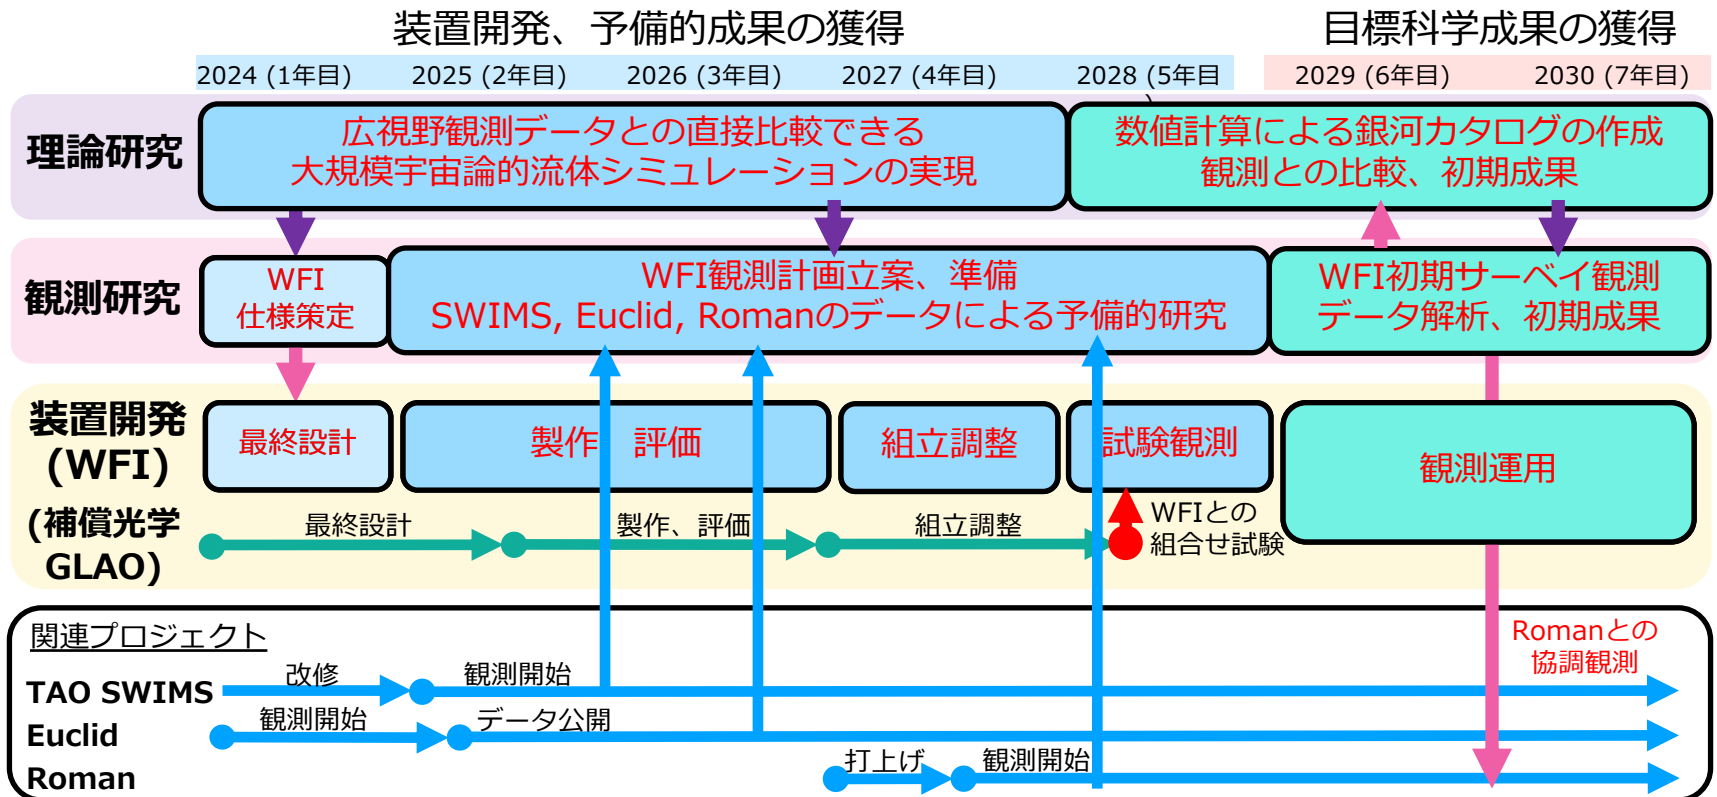 装置開発、予備的成果の獲得
目標科学成果の獲得
2024 (1年目)
2025 (2年目)
2026 (3年目)
2027 (4年目)
2028 (5年目
)
2029 (6年目)
2030 (7年目)
理論研究
広視野観測データとの直接比較できる
大規模宇宙論的流体シミュレーションの実現
数値計算による銀河カタログの作成
観測との比較、初期成果
観測研究
WFI
仕様策定
WFI観測計画立案、準備
SWIMS, Euclid, Romanのデータによる予備的研究
WFI初期サーベイ観測
データ解析、初期成果
装置開発
(WFI)
最終設計
製作 評価
組立調整
試験観測
観測運用
(補償光学
GLAO)
最終設計
製作、評価
組立調整
WFIとの
組合せ試験
関連プロジェクト
Romanとの
協調観測
TAO SWIMS
改修
観測開始
Euclid
観測開始
データ公開
Roman
打上げ
観測開始